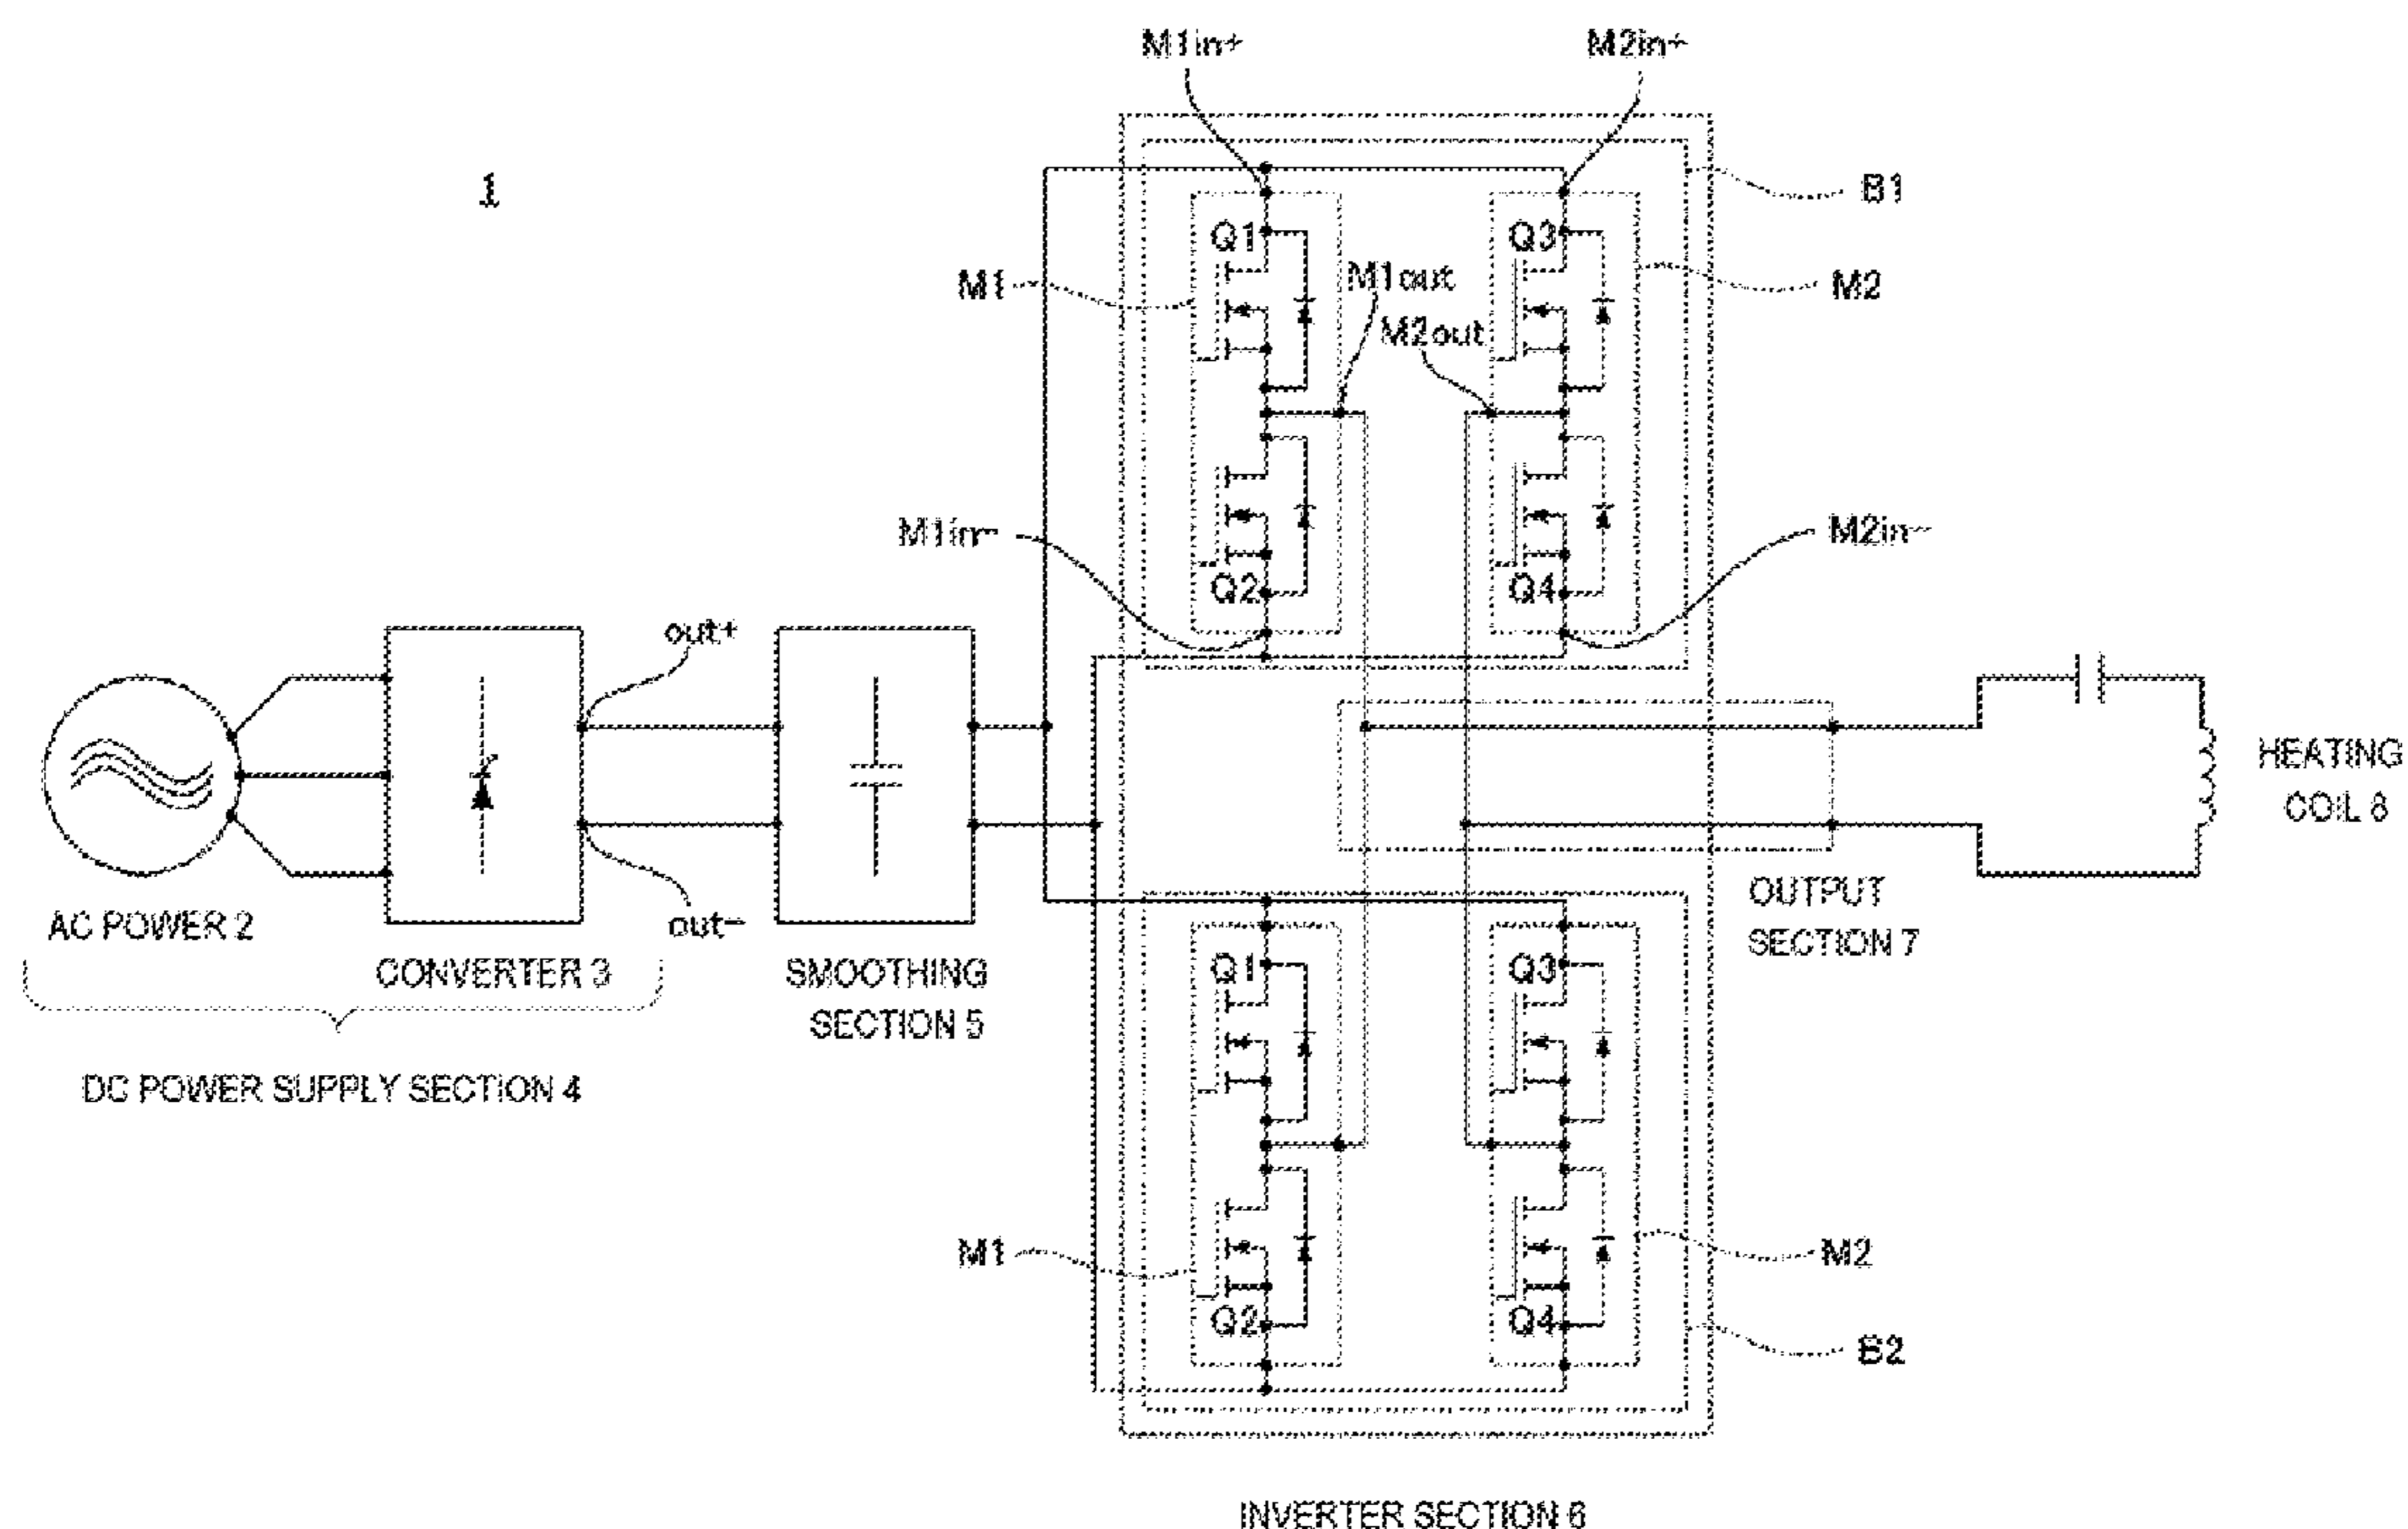 M1in+
M2in+
1
B1
Q1
Q3
M1
M1out
M2
M2out
M1in-
M2in-
Q2
Q4
out+
HEATING
COIL 8
out-
AC POWER 2
CONVERTER 3
SMOOTHING
SECTION 5
OUTPUT
SECTION 7
DC POWER SUPPLY SECTION 4
Q1
Q3
M1
M2
Q2
Q4
B2
INVERTER SECTION 6